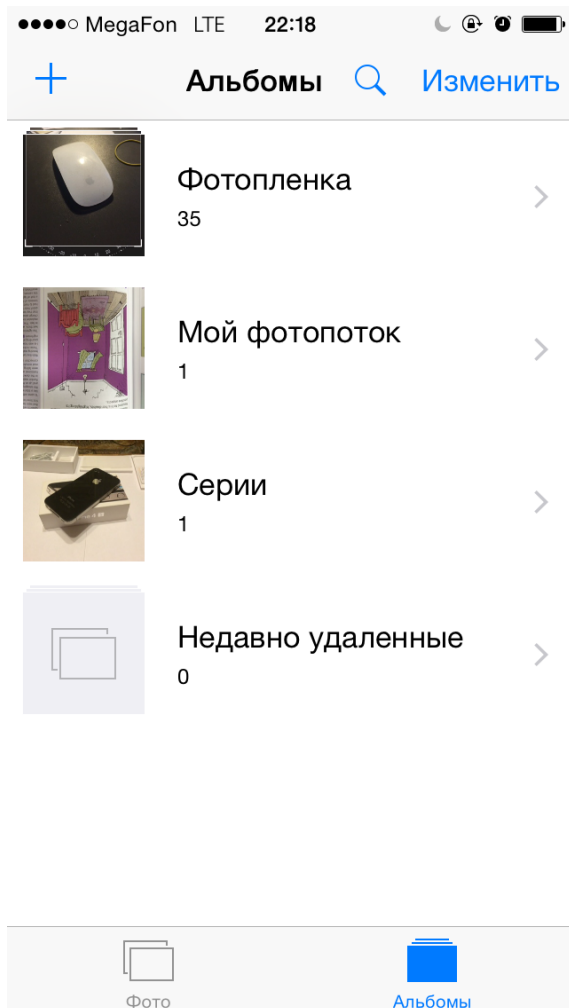 MegaFon LTE 22:18
Альбомы Изменить
Фотопленка
35
Мой фотопоток
1
Серии
1
Недавно удаленные
0
Фото Альбомы